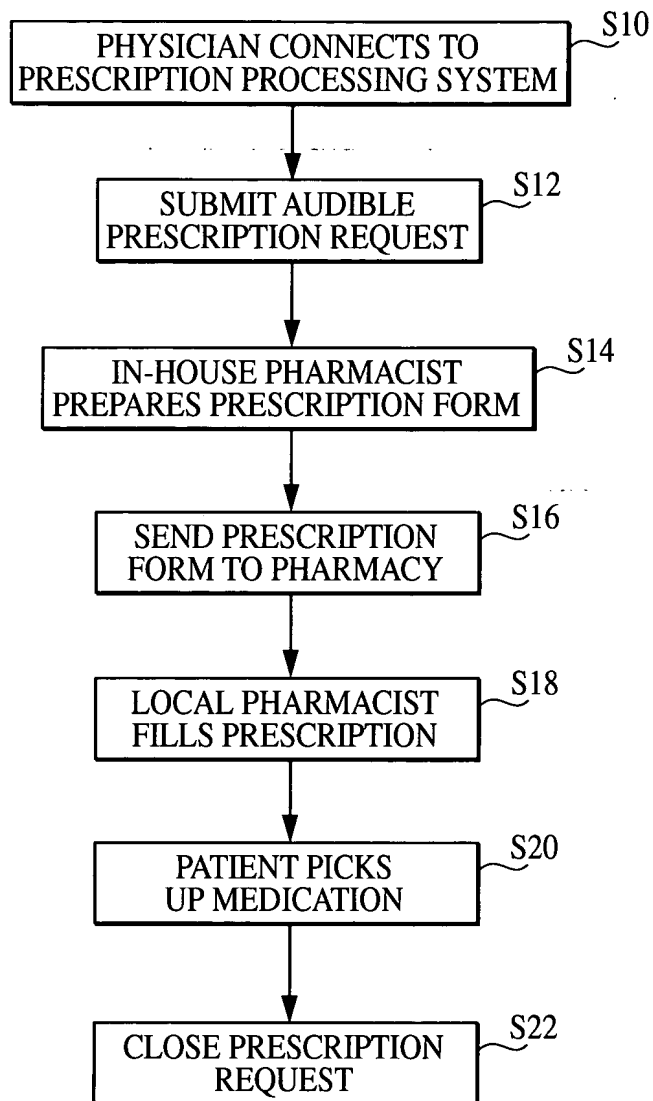 S10
PHYSICIAN CONNECTS TO
PRESCRIPTION PROCESSING SYSTEM
S12
SUBMIT AUDIBLE
PRESCRIPTION REQUEST
S14
IN-HOUSE PHARMACIST
PREPARES PRESCRIPTION FORM
S16
SEND PRESCRIPTION
FORM TO PHARMACY
S18
LOCAL PHARMACIST
FILLS PRESCRIPTION
S20
PATIENT PICKS
UP MEDICATION
S22
CLOSE PRESCRIPTION
REQUEST